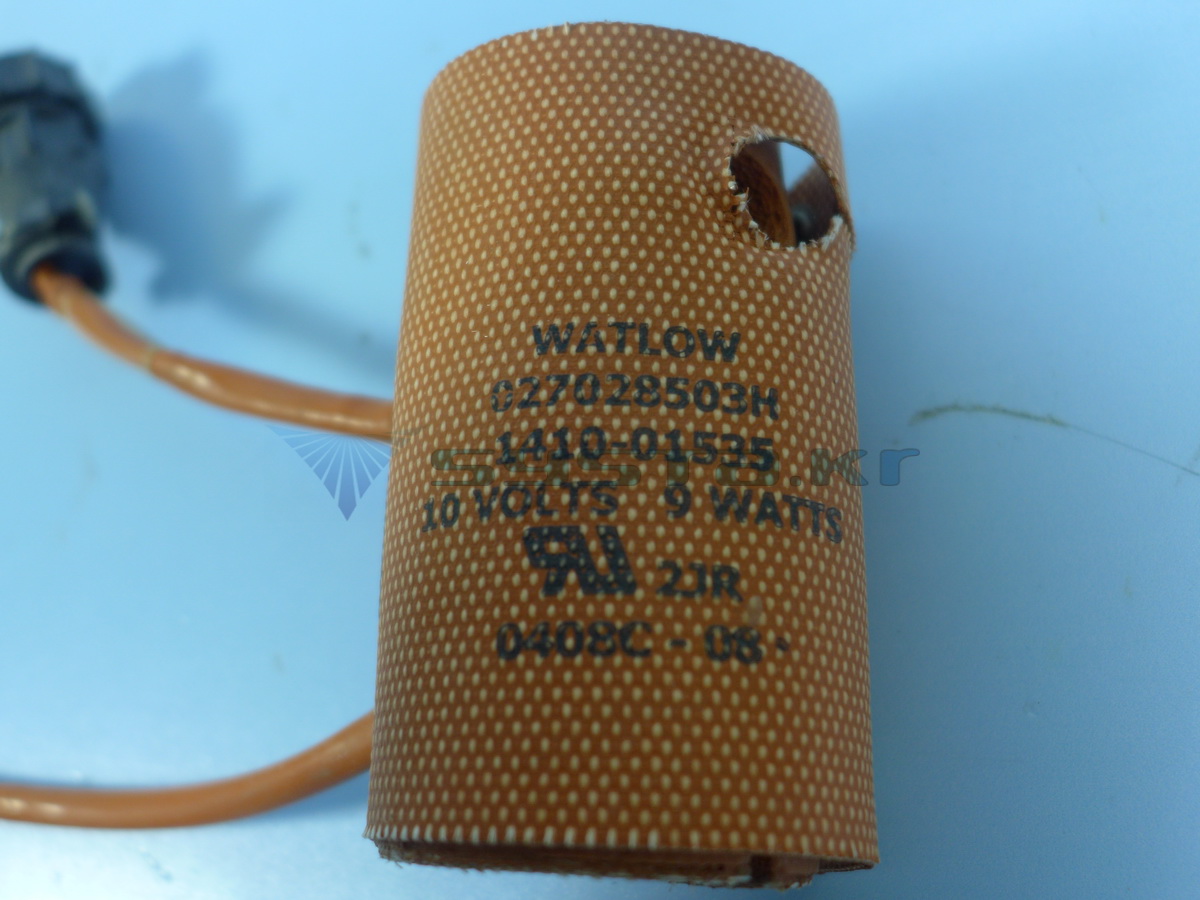 WATLOW
027028503H
1410-01535
10 VOLTS 9 WATTS
2JR
0408C - 08